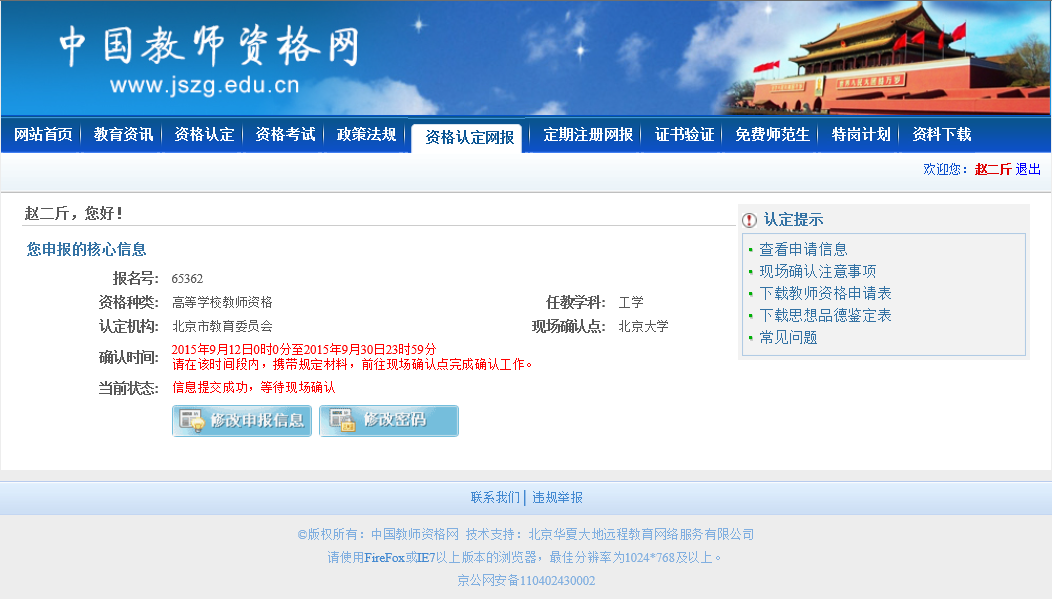 中国教师资格网
www.jszg.edu.cn
网站首页 教育资讯 资格认定 资格考试 政策法规 资格认定网报 定期注册网报 证书验证 免费师范生 特岗计划 资料下载
欢迎您：赵二斤 退出
赵二斤，您好！
您申报的核心信息
报名号： 65362
资格种类： 高等学校教师资格 任教学科： 工学
认定机构： 北京市教育委员会 现场确认点： 北京大学
确认时间： 2015年9月12日0时0分至2015年9月30日23时59分
请在该时间段内，携带规定材料，前往现场确认点完成确认工作。
当前状态： 信息提交成功，等待现场确认
修改申报信息 修改密码
认定提示
查看申请信息
现场确认注意事项
下载教师资格申请表
下载思想品德鉴定表
常见问题
联系我们│ 违规举报
©版权所有：中国教师资格网 技术支持：北京华夏大地远程教育网络服务有限公司
请使用FireFox或IE7以上版本的浏览器，最佳分辨率为1024*768及以上。
京公网安备110402430002